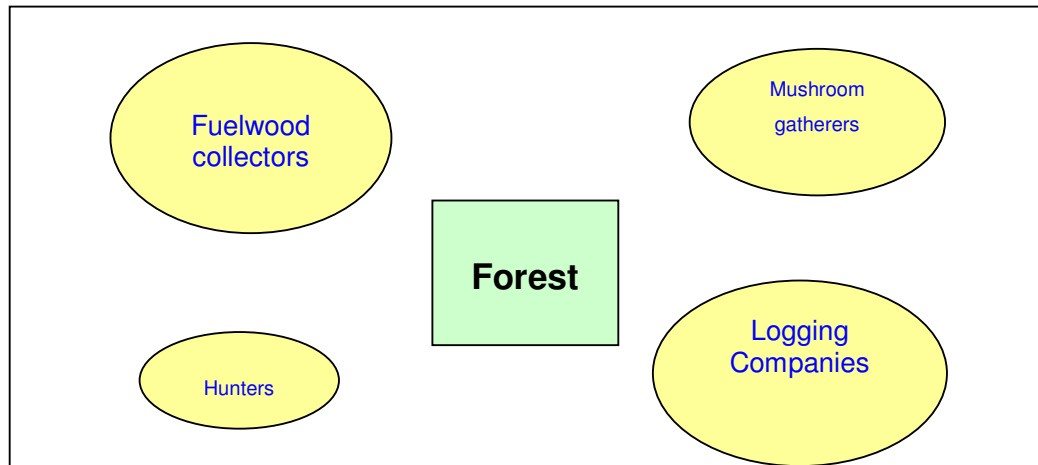 Fuelwood
collectors
Mushroom
gatherers
Forest
Hunters
Logging
Companies